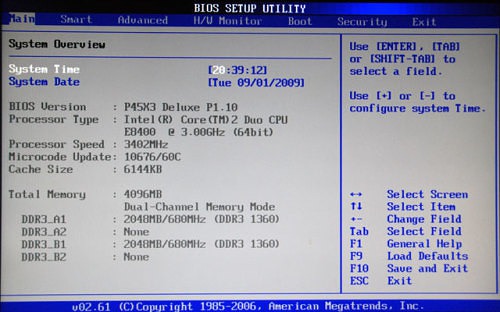 BIOS SETUP UTILITY
Main Smart Advanced H/W Monitor Boot Security Exit
System Overview
System Time [20:39:12]
System Date [Tue 09/01/2009]
BIOS Version : P45X3 Deluxe P1.10
Processor Type : Intel(R) Core(TM)2 Duo CPU
E8400 @ 3.00GHz (64bit)
Processor Speed : 3402MHz
Microcode Update: 10676/60C
Cache Size : 6144KB
Total Memory : 4096MB
Dual-Channel Memory Mode
DDR3_A1 : 2048MB/680MHz (DDR3 1360)
DDR3_A2 : None
DDR3_B1 : 2048MB/680MHz (DDR3 1360)
DDR3_B2 : None
Use [ENTER], [TAB]
or [SHIFT-TAB] to
select a field.
Use [+] or [-] to
configure system Time.
↔ Select Screen
↑↓ Select Item
+- Change Field
Tab Select Field
F1 General Help
F9 Load Defaults
F10 Save and Exit
ESC Exit
v02.61 (C)Copyright 1985-2006, American Megatrends, Inc.